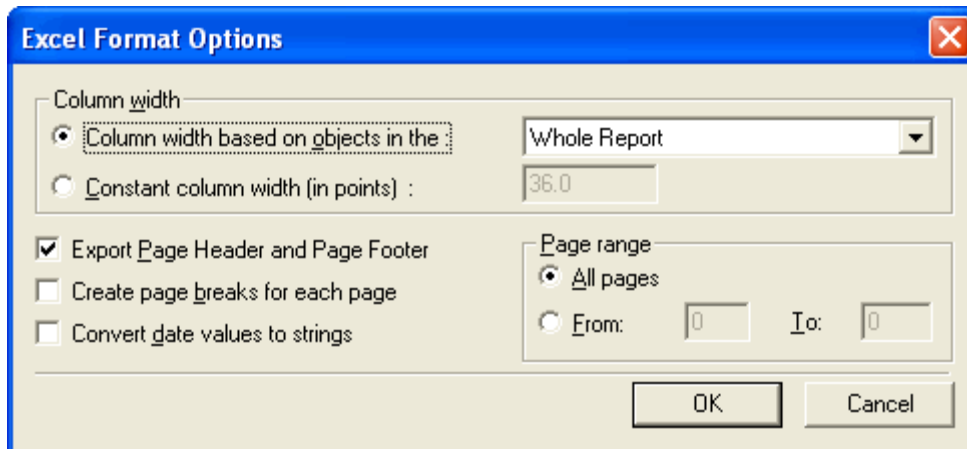 Excel Format Options
Column width
Column width based on objects in the :
Whole Report
Constant column width (in points) :
36.0
Export Page Header and Page Footer
Create page breaks for each page
Convert date values to strings
Page range
All pages
From: 0 To: 0
OK Cancel